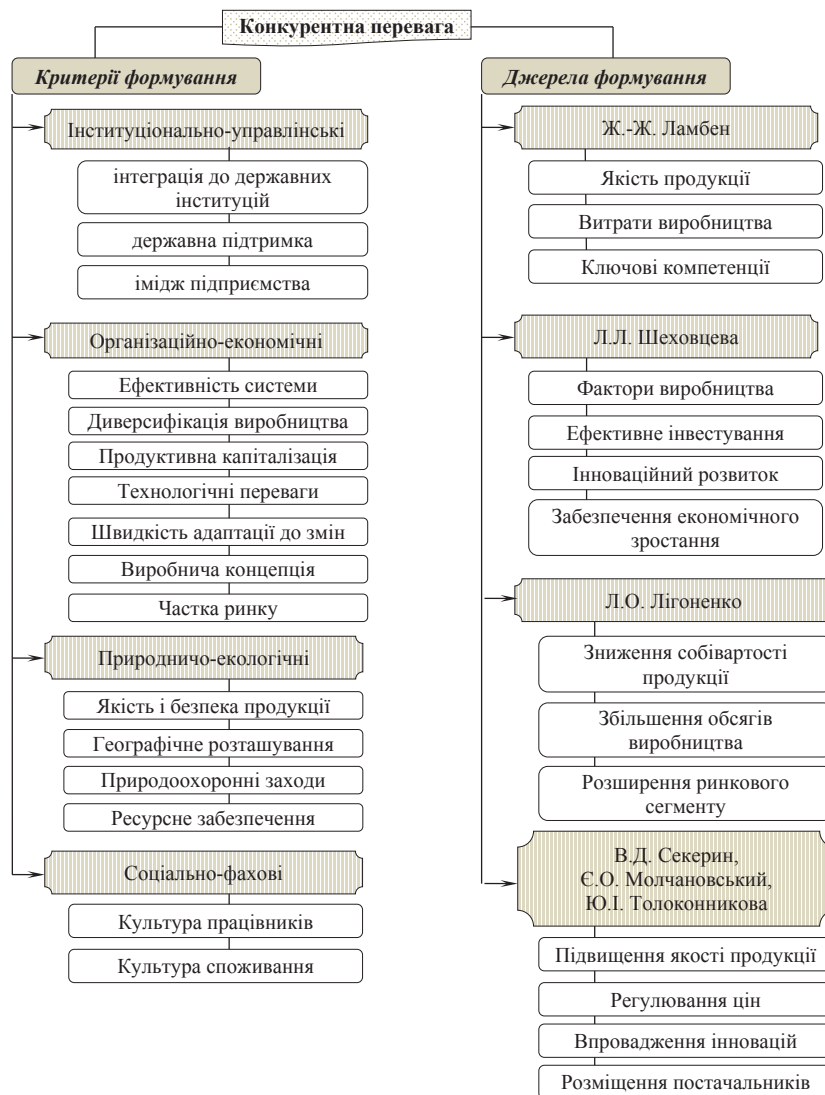 Конкурентна перевага
Критерії формування
Інституціонально-управлінські
інтеграція до державних
інституцій
державна підтримка
імідж підприємства
Організаційно-економічні
Ефективність системи
Диверсифікація виробництва
Продуктивна капіталізація
Технологічні переваги
Швидкість адаптації до змін
Виробнича концепція
Частка ринку
Природничо-екологічні
Якість і безпека продукції
Географічне розташування
Природоохоронні заходи
Ресурсне забезпечення
Соціально-фахові
Культура працівників
Культура споживання
Джерела формування
Ж.-Ж. Ламбен
Якість продукції
Витрати виробництва
Ключові компетенції
Л.Л. Шеховцева
Фактори виробництва
Ефективне інвестування
Інноваційний розвиток
Забезпечення економічного
зростання
Л.О. Лігоненко
Зниження собівартості
продукції
Збільшення обсягів
виробництва
Розширення ринкового
сегменту
В.Д. Секерин,
Є.О. Молчановський,
Ю.І. Толоконникова
Підвищення якості продукції
Регулювання цін
Впровадження інновацій
Розміщення постачальників